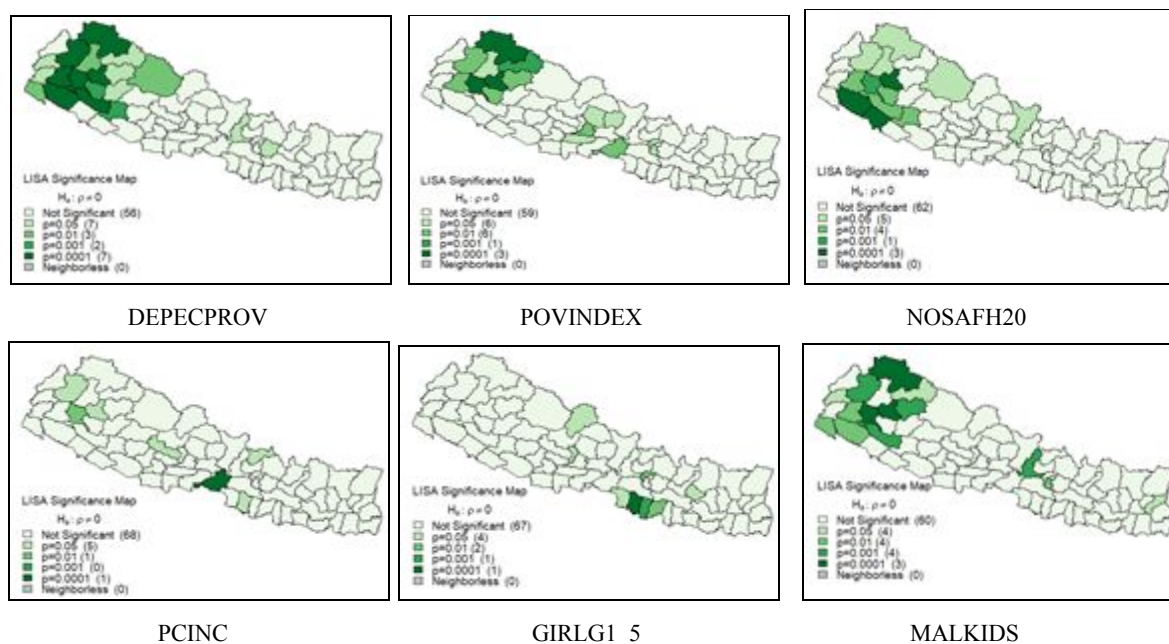 LISA Significance Map
H₀ : ρ ≠ 0
Not Significant (56)
p=0.05 (7)
p=0.01 (3)
p=0.001 (2)
p=0.0001 (7)
Neighborless (0)
DEPECPROV
LISA Significance Map
H₀ : ρ ≠ 0
Not Significant (59)
p=0.05 (6)
p=0.01 (6)
p=0.001 (1)
p=0.0001 (3)
Neighborless (0)
POVINDEX
LISA Significance Map
H₀ : ρ ≠ 0
Not Significant (62)
p=0.05 (5)
p=0.01 (4)
p=0.001 (1)
p=0.0001 (3)
Neighborless (0)
NOSAFH20
LISA Significance Map
H₀ : ρ ≠ 0
Not Significant (68)
p=0.05 (5)
p=0.01 (1)
p=0.001 (0)
p=0.0001 (1)
Neighborless (0)
PCINC
LISA Significance Map
H₀ : ρ ≠ 0
Not Significant (67)
p=0.05 (4)
p=0.01 (2)
p=0.001 (1)
p=0.0001 (1)
Neighborless (0)
GIRLG1_5
LISA Significance Map
H₀ : ρ ≠ 0
Not Significant (60)
p=0.05 (4)
p=0.01 (4)
p=0.001 (4)
p=0.0001 (3)
Neighborless (0)
MALKIDS